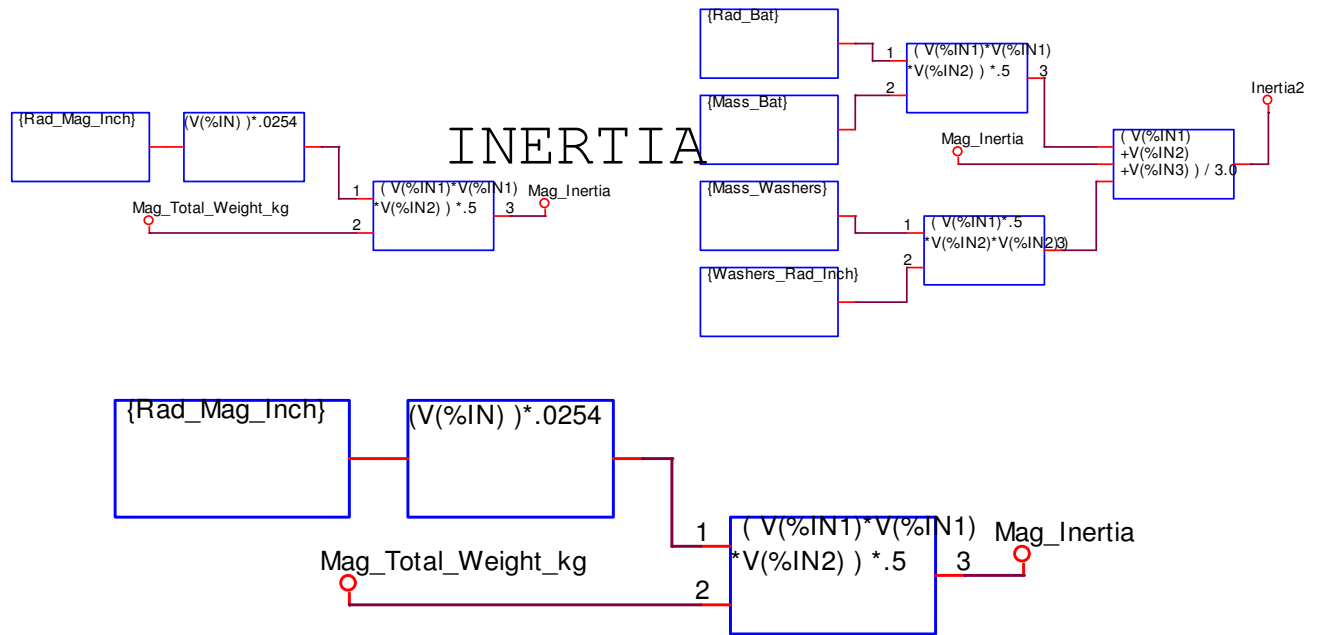 {Rad_Mag_Inch}
(V(%IN) )*.0254
Mag_Total_Weight_kg
1
2
( V(%IN1)*V(%IN1)
*V(%IN2) ) *.5
3
Mag_Inertia
INERTIA
{Rad_Bat}
{Mass_Bat}
1
2
( V(%IN1)*V(%IN1)
*V(%IN2) ) *.5
3
Mag_Inertia
{Mass_Washers}
{Washers_Rad_Inch}
1
2
( V(%IN1)*.5
*V(%IN2)*V(%IN2))
3
( V(%IN1)
+V(%IN2)
+V(%IN3) ) / 3.0
Inertia2
{Rad_Mag_Inch}
(V(%IN) )*.0254
Mag_Total_Weight_kg
1
2
( V(%IN1)*V(%IN1)
*V(%IN2) ) *.5
3
Mag_Inertia